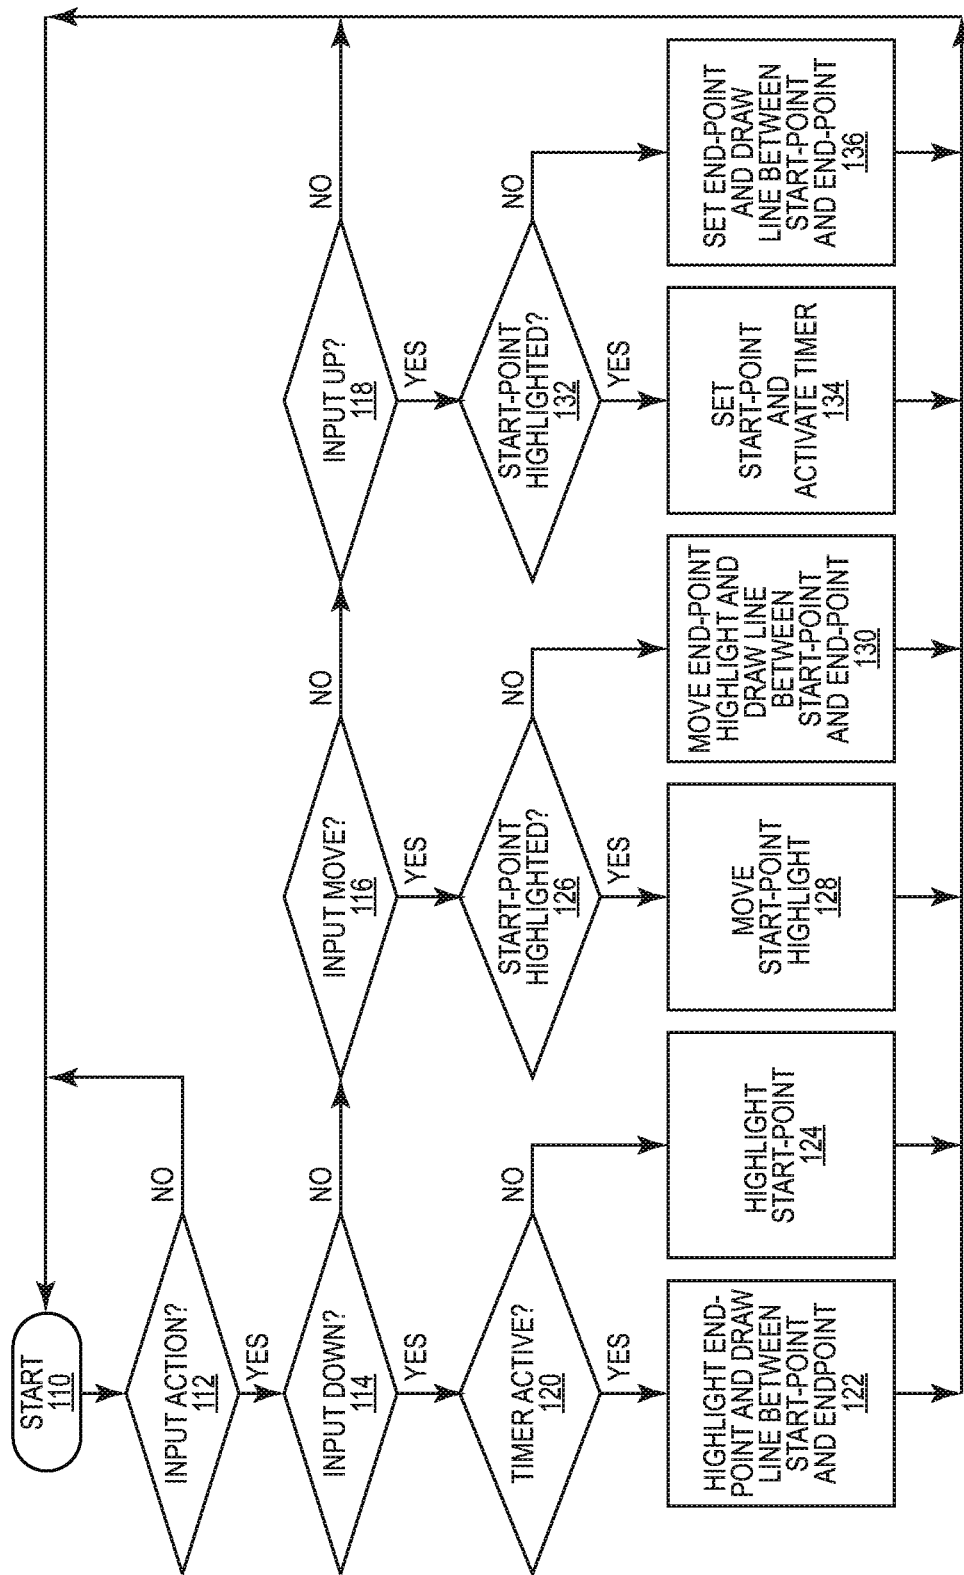 START
110
INPUT ACTION?
112
NO
YES
INPUT DOWN?
114
NO
YES
INPUT MOVE?
116
NO
YES
INPUT UP?
118
NO
YES
TIMER ACTIVE?
120
NO
YES
START-POINT
HIGHLIGHTED?
126
NO
YES
START-POINT
HIGHLIGHTED?
132
NO
YES
HIGHLIGHT END-
POINT AND DRAW
LINE BETWEEN
START-POINT
AND ENDPOINT
122
HIGHLIGHT
START-POINT
124
MOVE
START-POINT
HIGHLIGHT
128
MOVE END-POINT
HIGHLIGHT AND
DRAW LINE
BETWEEN
START-POINT
AND END-POINT
130
SET
START-POINT
AND
ACTIVATE TIMER
134
SET END-POINT
AND DRAW
LINE BETWEEN
START-POINT
AND END-POINT
136